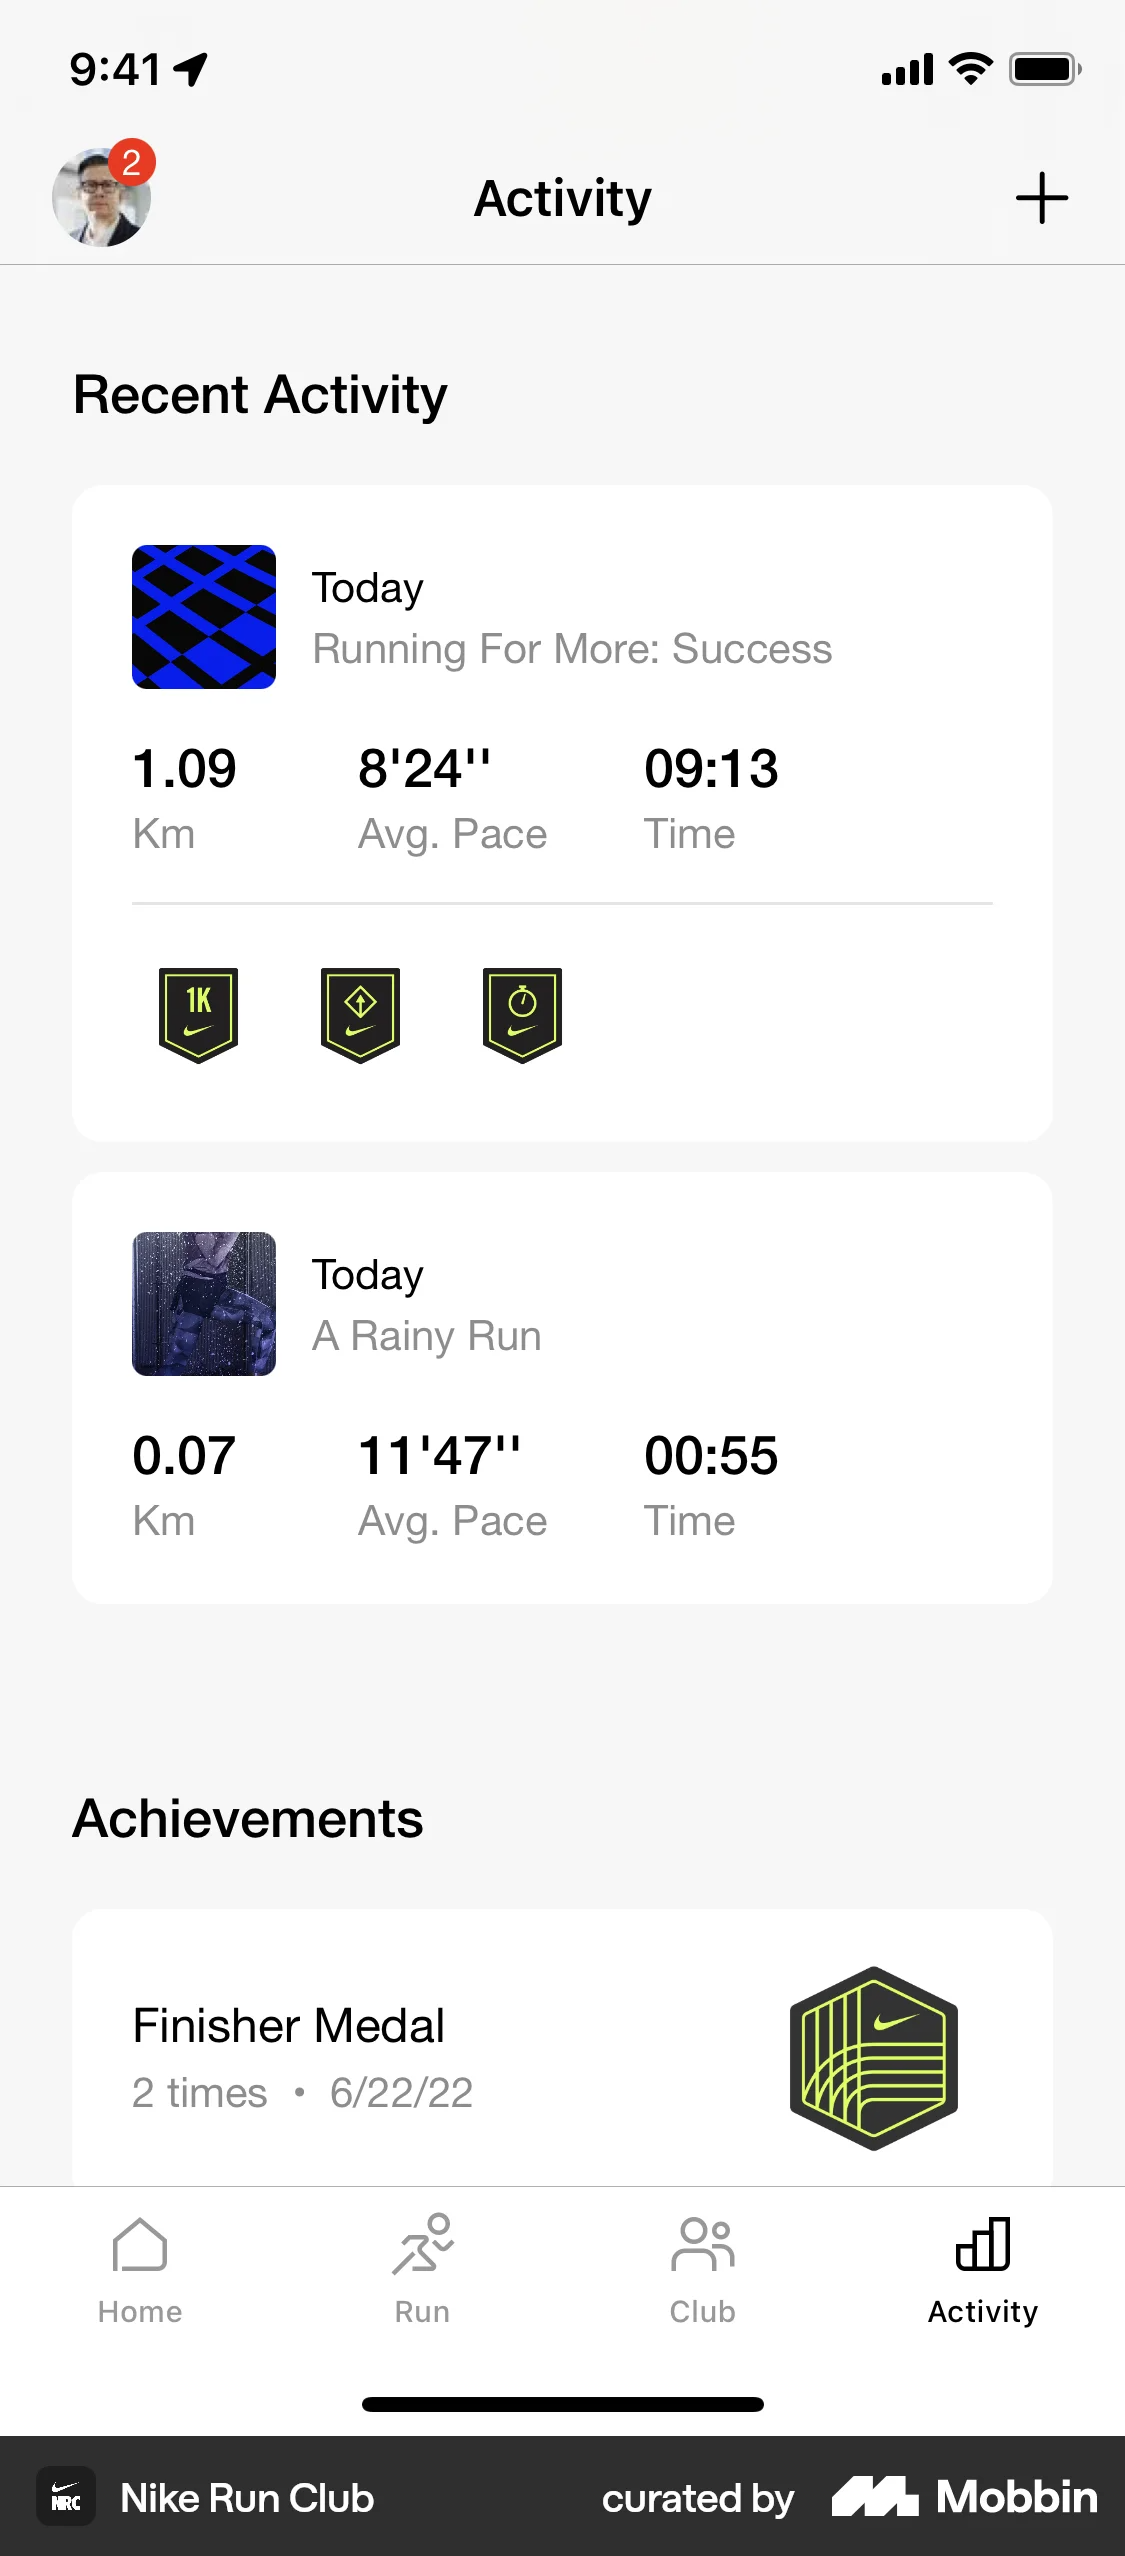 9:41
2
Activity
Recent Activity
Today
Running For More: Success
1.09 8'24'' 09:13
Km Avg. Pace Time
1K
Today
A Rainy Run
0.07 11'47'' 00:55
Km Avg. Pace Time
Achievements
Finisher Medal
2 times • 6/22/22
Home Run Club Activity
NRC Nike Run Club curated by Mobbin